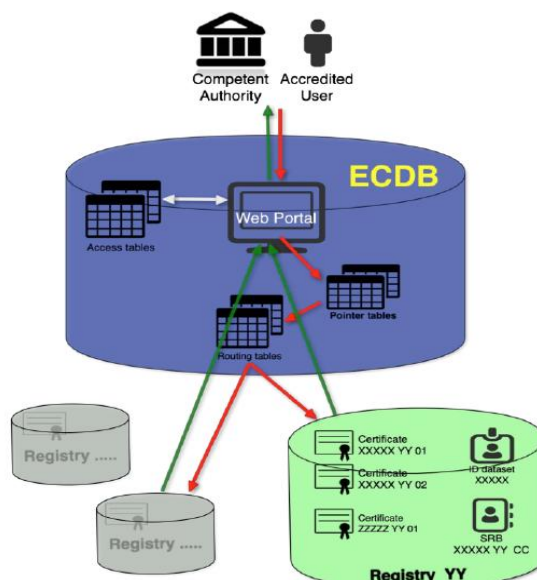 Competent
Authority
Accredited
User
ECDB
Web Portal
Access tables
Pointer tables
Routing tables
Registry .....
Registry .....
Certificate
XXXXX YY 01
Certificate
XXXXX YY 02
Certificate
ZZZZZ YY 01
ID dataset
XXXXX
SRB
XXXXX YY CC
Registry YY